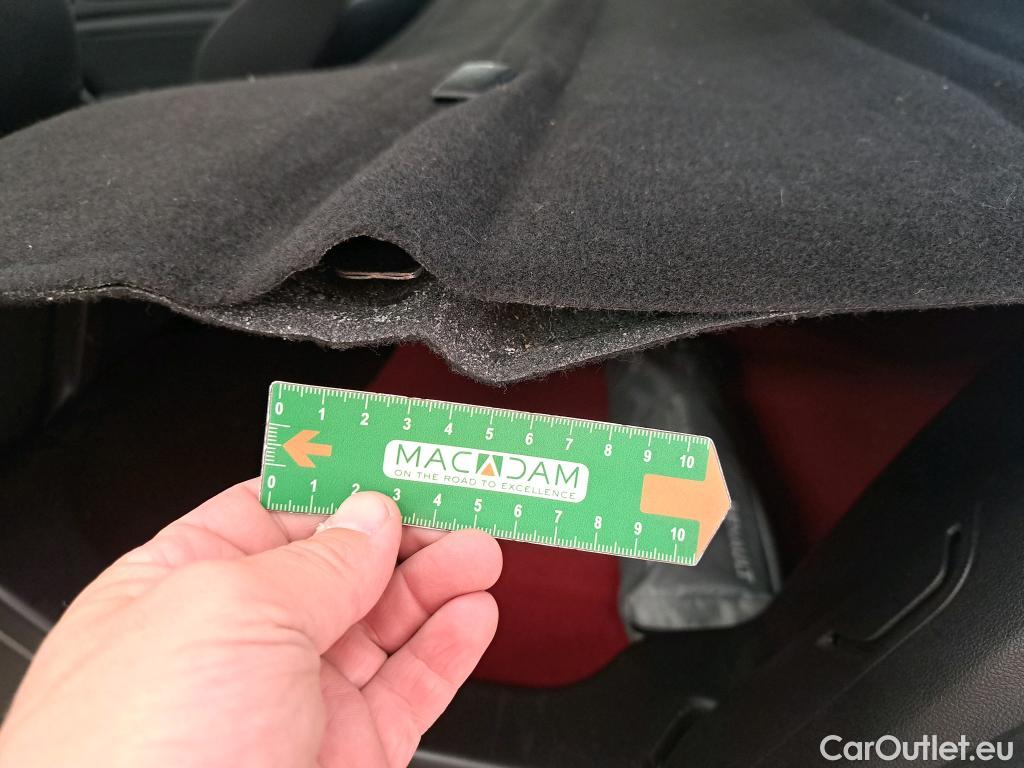 0 1 2 3 4 5 6 7 8 9 10
MACADAM
ON THE ROAD TO EXCELLENCE
0 1 2 3 4 5 6 7 8 9 10
CarOutlet.eu